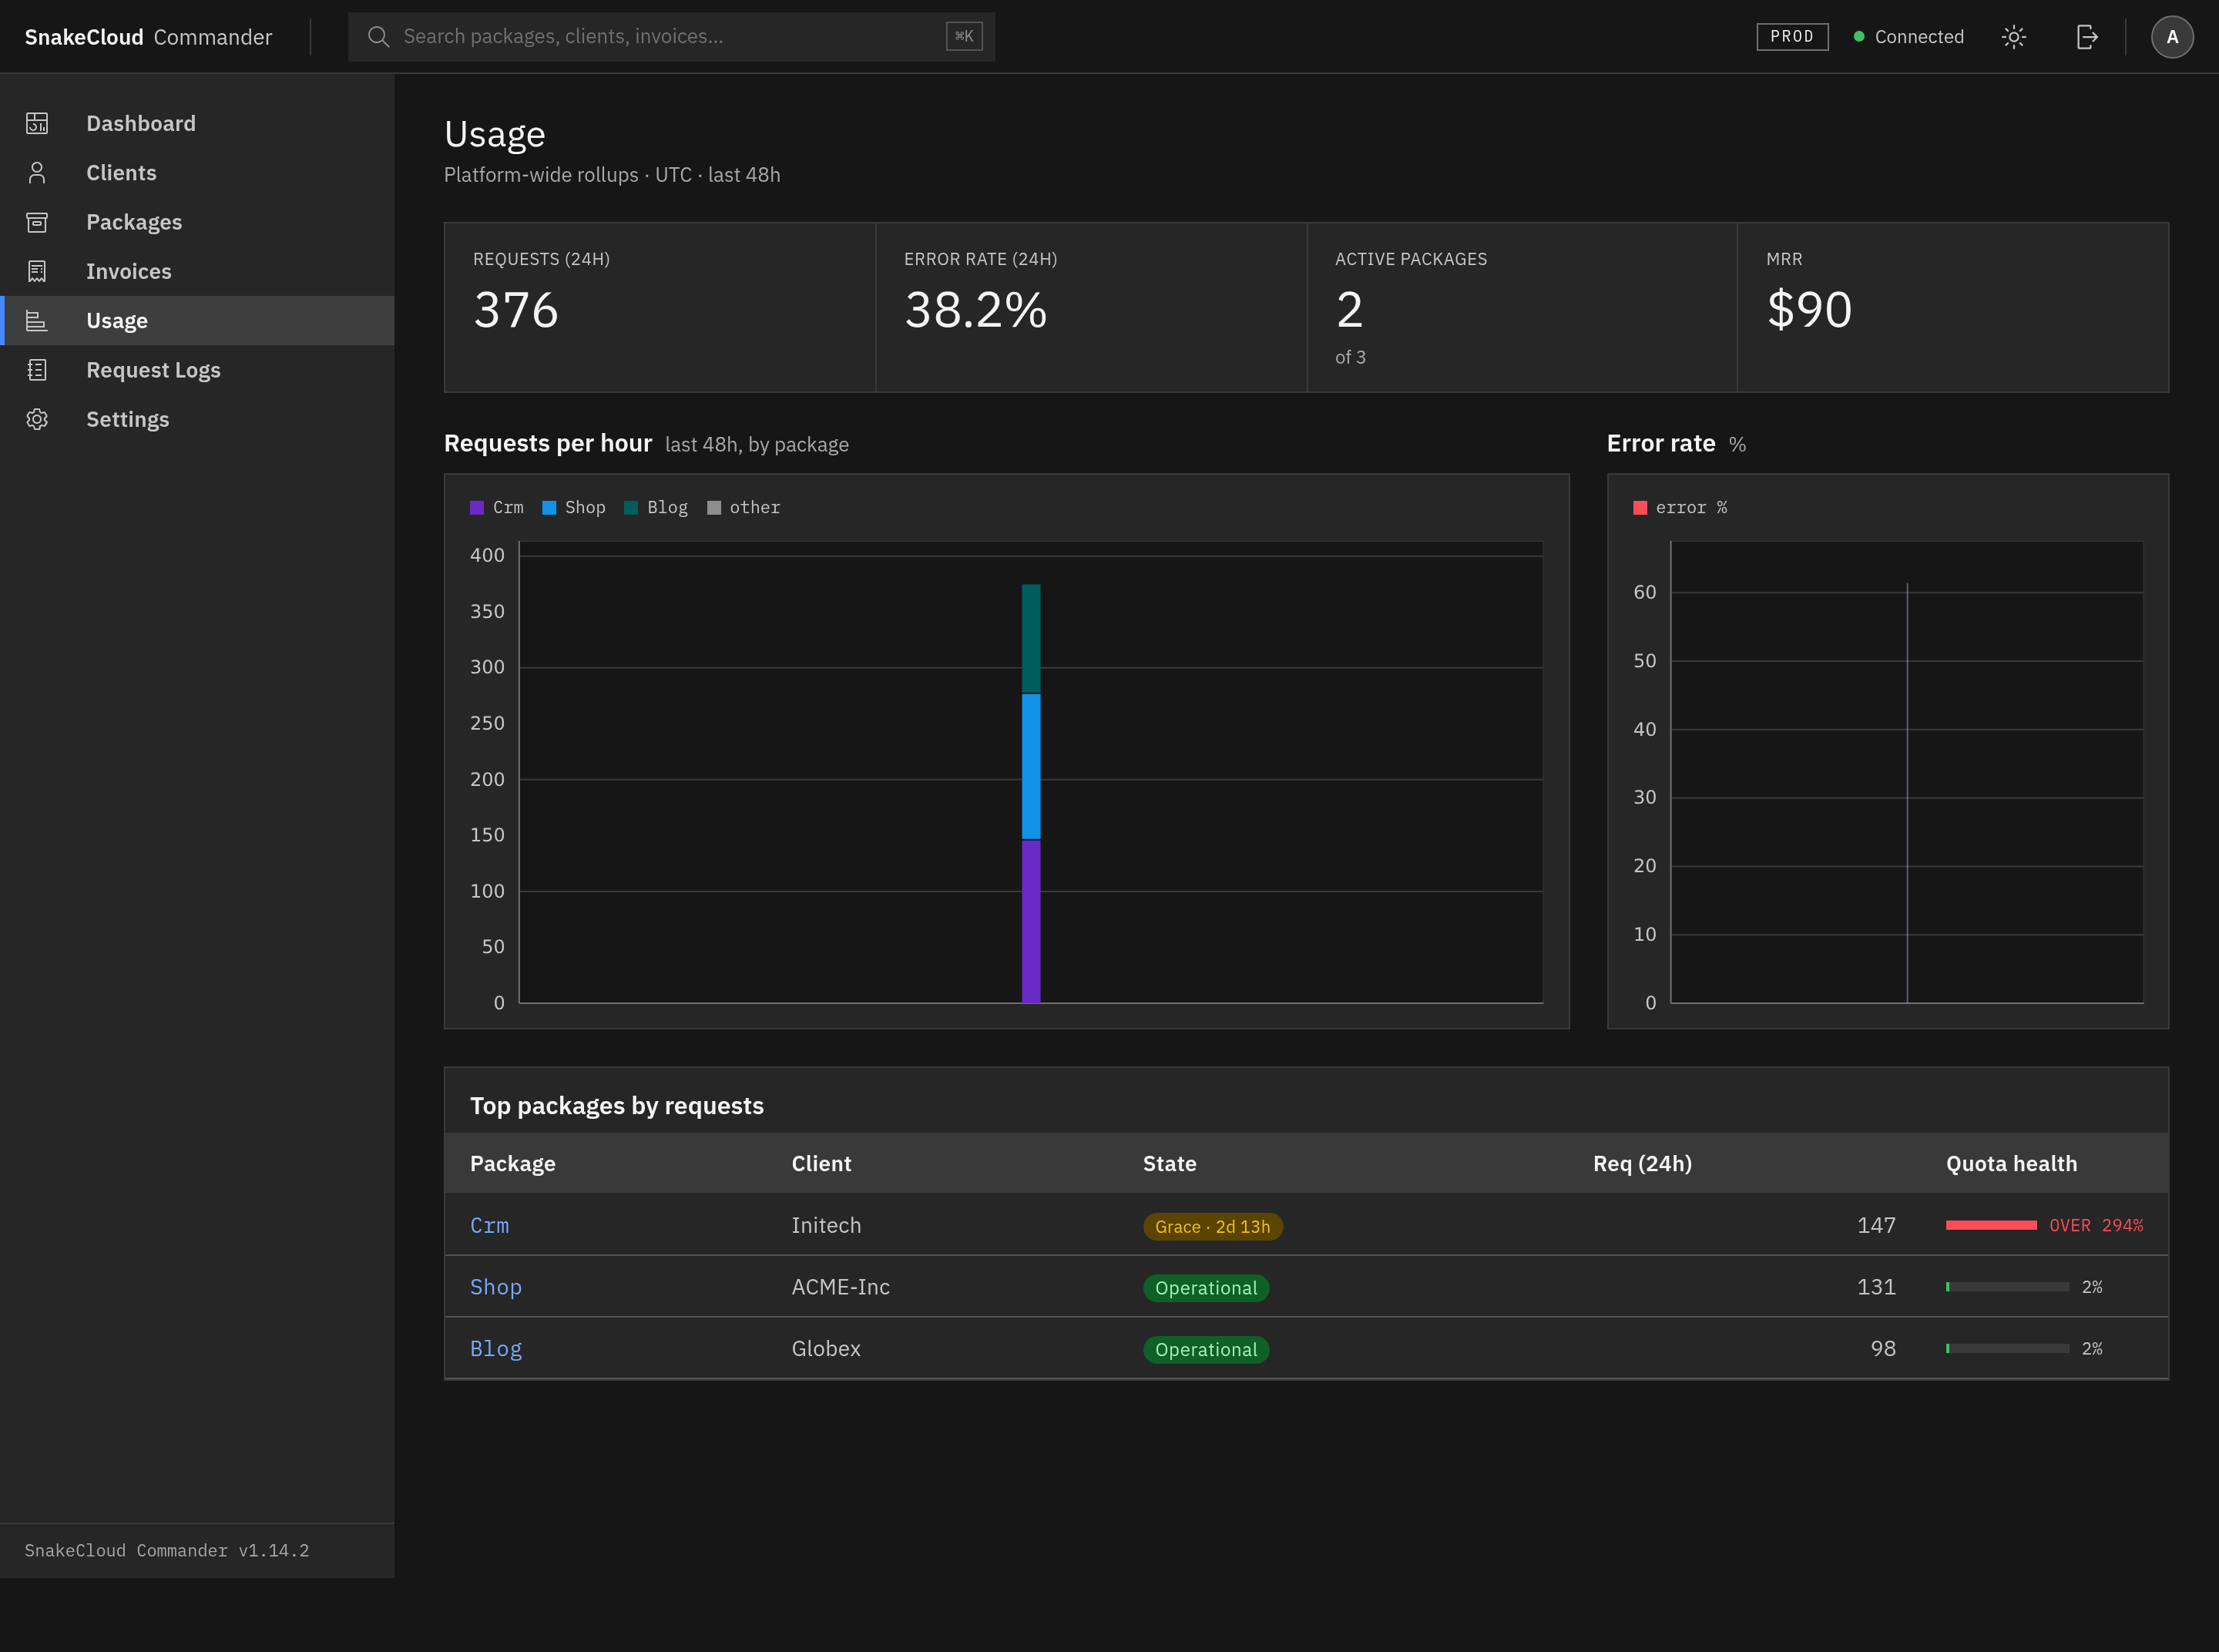 SnakeCloud Commander
Search packages, clients, invoices...
⌘K
PROD
Connected
A
Dashboard
Clients
Packages
Invoices
Usage
Request Logs
Settings
SnakeCloud Commander v1.14.2
Usage
Platform-wide rollups · UTC · last 48h
REQUESTS (24H)
376
ERROR RATE (24H)
38.2%
ACTIVE PACKAGES
2
of 3
MRR
$90
Requests per hour last 48h, by package
Crm Shop Blog other
400
350
300
250
200
150
100
50
0
Error rate %
error %
60
50
40
30
20
10
0
Top packages by requests
Package Client State Req (24h) Quota health
Crm Initech Grace · 2d 13h 147 OVER 294%
Shop ACME-Inc Operational 131 2%
Blog Globex Operational 98 2%